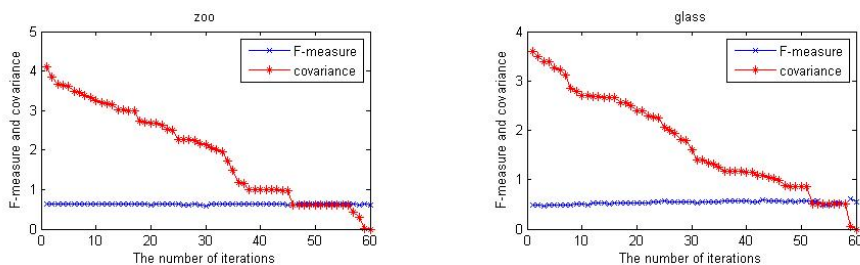 zoo
5
4
3
2
1
0
F-measure and covariance
F-measure
covariance
0 10 20 30 40 50 60
The number of iterations
glass
4
3
2
1
0
F-measure and covariance
F-measure
covariance
0 10 20 30 40 50 60
The number of iterations